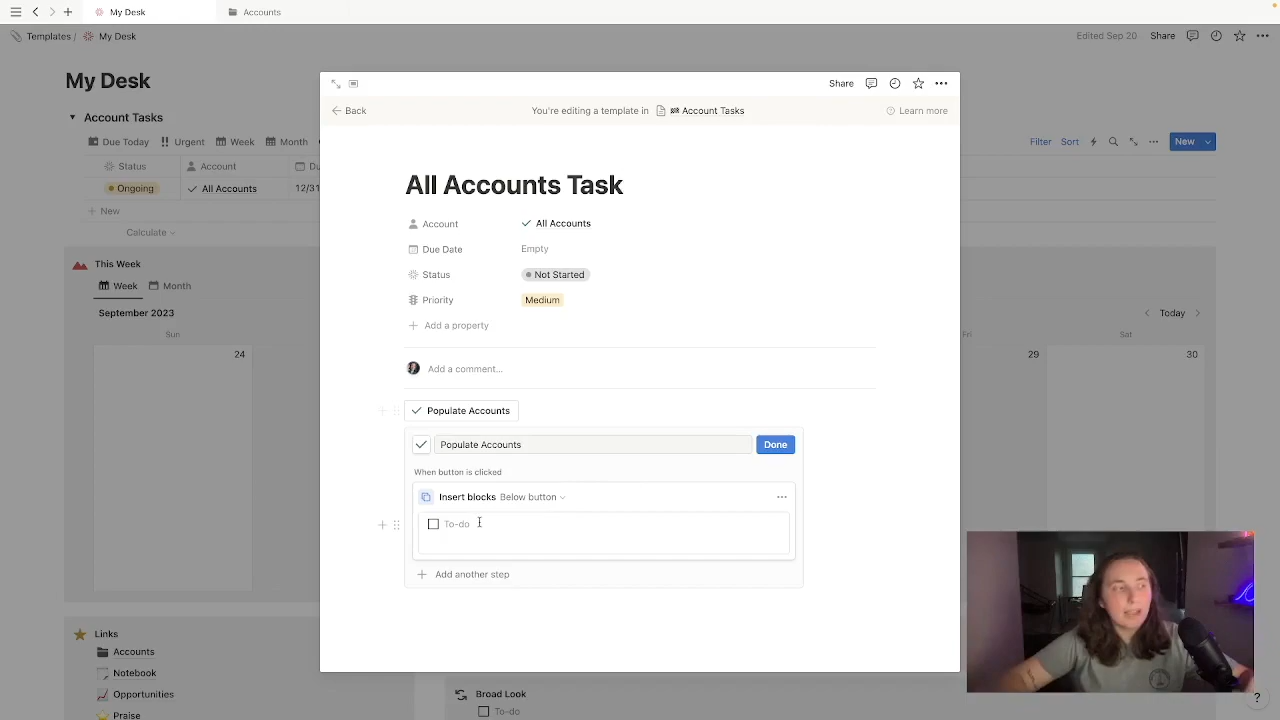 My Desk
Accounts
Templates / My Desk
Edited Sep 20
Share
My Desk
Account Tasks
Due Today
Urgent
Week
Month
Filter
Sort
New
Status
Account
Ongoing
All Accounts
12/31
New
Calculate
This Week
Week
Month
September 2023
Today
Sun
Fri
Sat
24
29
30
Links
Accounts
Notebook
Opportunities
Praise
Broad Look
To-do
Share
Back
You're editing a template in Account Tasks
Learn more
All Accounts Task
Account
All Accounts
Due Date
Empty
Status
Not Started
Priority
Medium
Add a property
Add a comment...
Populate Accounts
Populate Accounts
Done
When button is clicked
Insert blocks Below button
To-do
Add another step
?